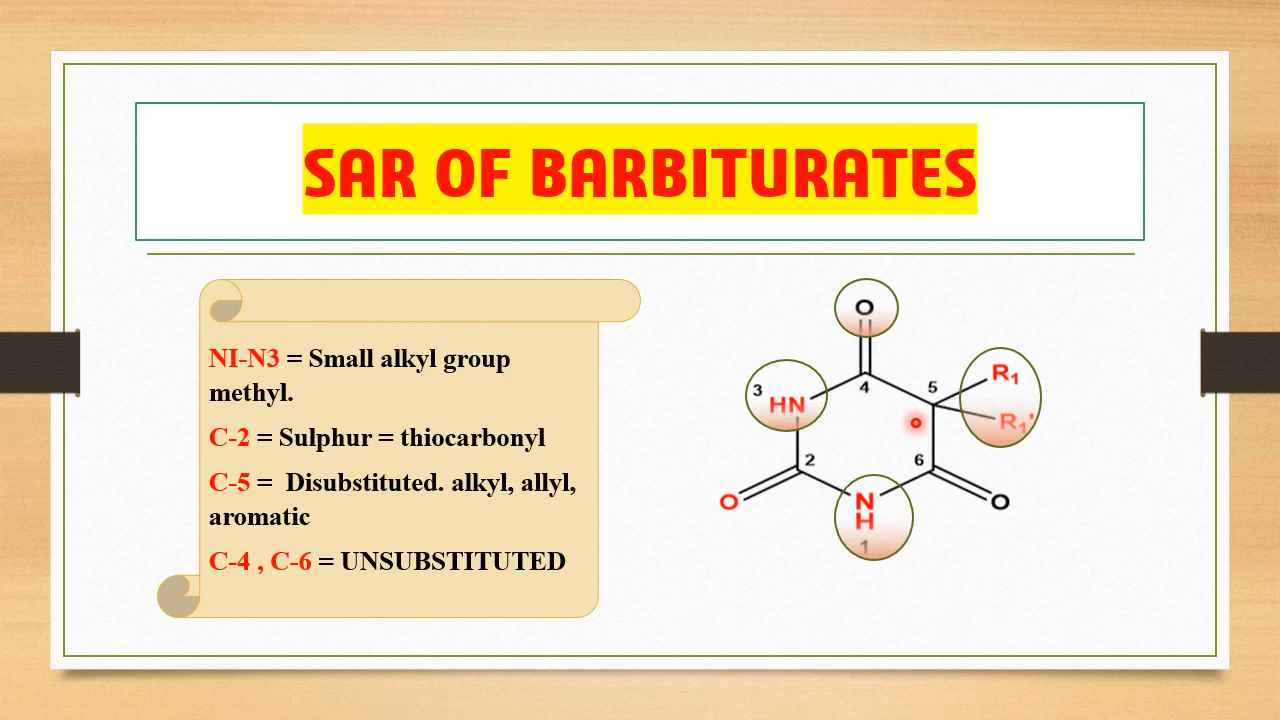 SAR OF BARBITURATES
NI-N3 = Small alkyl group
methyl.
C-2 = Sulphur = thiocarbonyl
C-5 = Disubstituted. alkyl, allyl,
aromatic
C-4 , C-6 = UNSUBSTITUTED
O
4
5
R1
R1'
3
HN
2
6
O
N
H
1
O